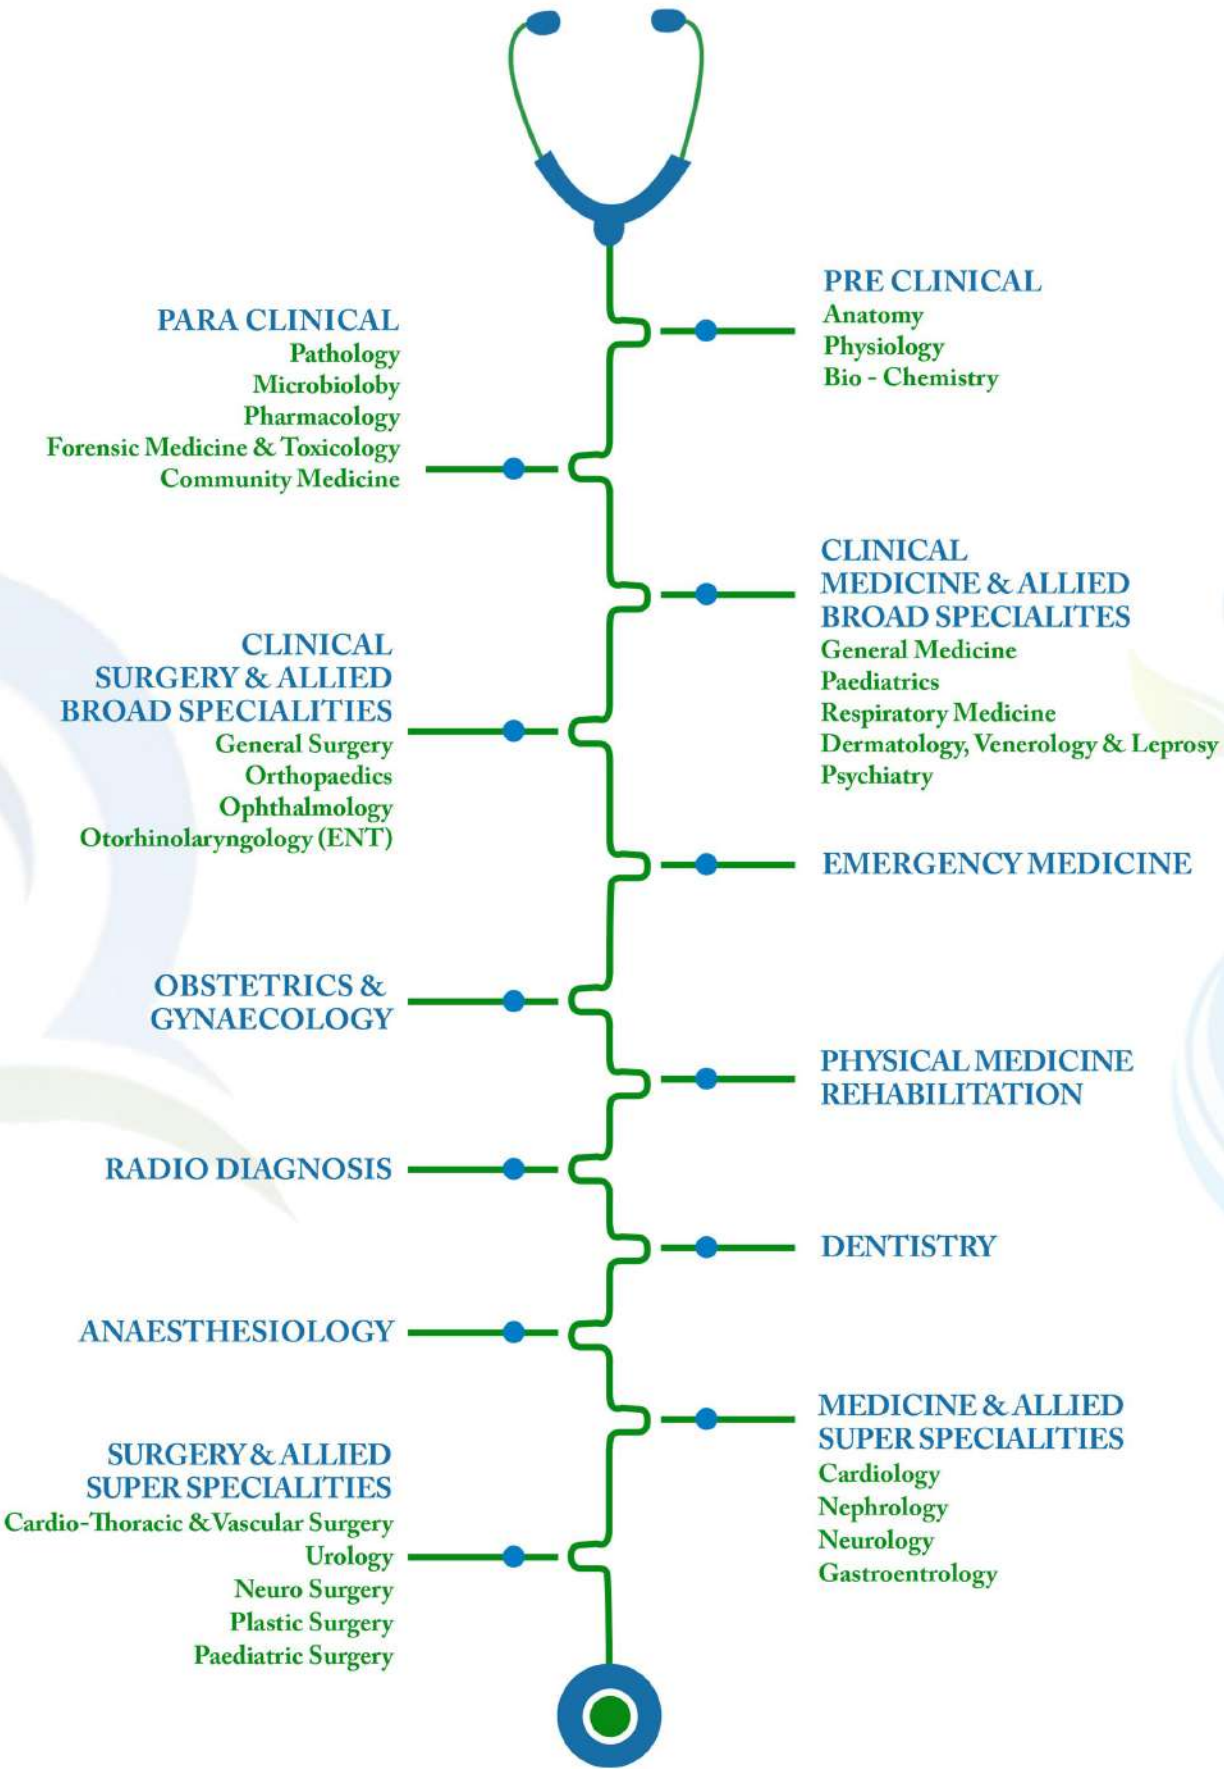 PRE CLINICAL
Anatomy
Physiology
Bio - Chemistry
PARA CLINICAL
Pathology
Microbioloby
Pharmacology
Forensic Medicine & Toxicology
Community Medicine
CLINICAL
MEDICINE & ALLIED
BROAD SPECIALITES
General Medicine
Paediatrics
Respiratory Medicine
Dermatology, Venerology & Leprosy
Psychiatry
CLINICAL
SURGERY & ALLIED
BROAD SPECIALITIES
General Surgery
Orthopaedics
Ophthalmology
Otorhinolaryngology (ENT)
EMERGENCY MEDICINE
OBSTETRICS &
GYNAECOLOGY
PHYSICAL MEDICINE
REHABILITATION
RADIO DIAGNOSIS
DENTISTRY
ANAESTHESIOLOGY
MEDICINE & ALLIED
SUPER SPECIALITIES
Cardiology
Nephrology
Neurology
Gastroentrology
SURGERY & ALLIED
SUPER SPECIALITIES
Cardio-Thoracic & Vascular Surgery
Urology
Neuro Surgery
Plastic Surgery
Paediatric Surgery